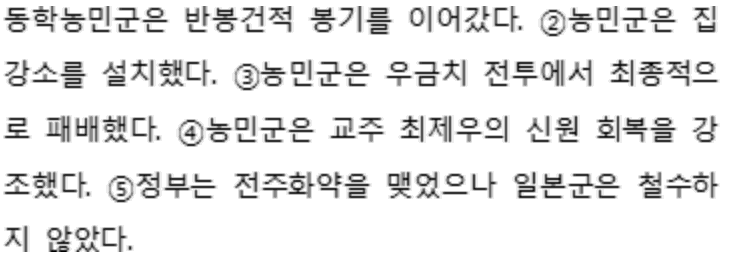 동학농민군은 반봉건적 봉기를 이어갔다. ②농민군은 집
강소를 설치했다. ③농민군은 우금치 전투에서 최종적으
로 패배했다. ④농민군은 교주 최제우의 신원 회복을 강
조했다. ⑤정부는 전주화약을 맺었으나 일본군은 철수하
지 않았다.